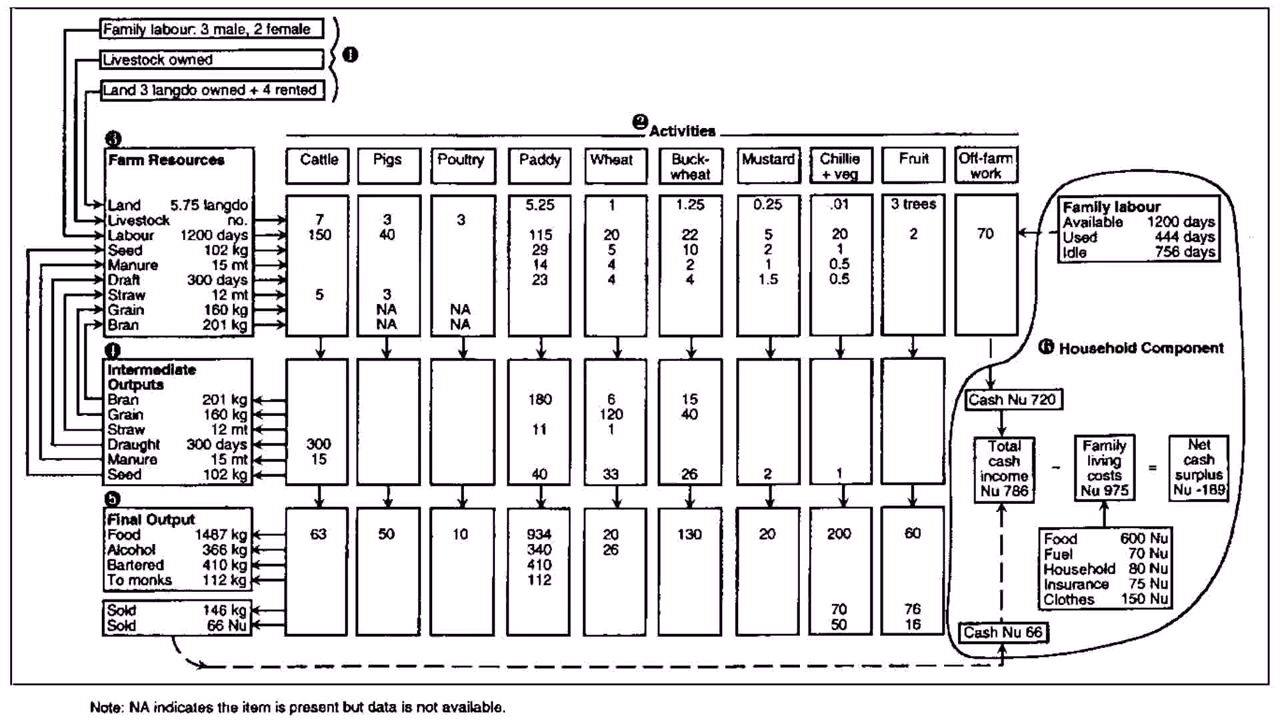 Family labour: 3 male, 2 female
Livestock owned
Land 3 langdo owned + 4 rented
❶
❷ Activities
❸
Farm Resources
Land 5.75 langdo
Livestock no.
Labour 1200 days
Seed 102 kg
Manure 15 mt
Draft 300 days
Straw 12 mt
Grain 160 kg
Bran 201 kg
Cattle
7
150
5
Pigs
3
40
3
NA
NA
Poultry
3
NA
NA
Paddy
5.25
115
29
14
23
Wheat
1
20
5
4
4
Buck-
wheat
1.25
22
10
2
4
Mustard
0.25
5
2
1
1.5
Chillie
+ veg
.01
20
1
0.5
0.5
Fruit
3 trees
2
Off-farm
work
70
Family labour
Available 1200 days
Used 444 days
Idle 756 days
❹
Intermediate
Outputs
Bran 201 kg 180 6 15
Grain 160 kg 120 40
Straw 12 mt 11 1
Draught 300 days 300
Manure 15 mt 15
Seed 102 kg 40 33 26 2 1
❺
Final Output
Food 1487 kg 63 50 10 934 20 130 20 200 60
Alcohol 366 kg 340 26
Bartered 410 kg 410
To monks 112 kg 112
Sold 146 kg 70 76
Sold 66 Nu 50 16
❻ Household Component
Cash Nu 720
Total
cash
income
Nu 786
-
Family
living
costs
Nu 975
=
Net
cash
surplus
Nu -189
Food 600 Nu
Fuel 70 Nu
Household 80 Nu
Insurance 75 Nu
Clothes 150 Nu
Cash Nu 66
Note: NA indicates the item is present but data is not available.